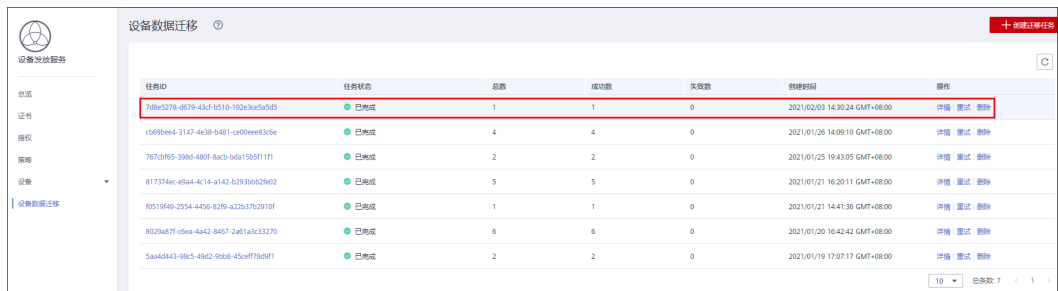 设备数据迁移
创建迁移任务
设备发放服务
总览
证书
授权
策略
设备
设备数据迁移
任务ID 任务状态 总数 成功数 失败数 创建时间 操作
7d8e5278-d679-43cf-b510-192e3ce5a5d5 已完成 1 1 0 2021/02/03 14:30:24 GMT+08:00 详情 重试 删除
cb69bee4-3147-4e38-b481-ce00eee83c6e 已完成 4 4 0 2021/01/26 14:09:10 GMT+08:00 详情 重试 删除
767cbf65-398d-480f-8acb-bda15b5f11f1 已完成 2 2 0 2021/01/25 19:43:05 GMT+08:00 详情 重试 删除
817374ec-e9a4-4c14-a142-b293bbb2fe02 已完成 5 5 0 2021/01/21 16:20:11 GMT+08:00 详情 重试 删除
f0519f49-2554-4456-82f9-a22b37b2910f 已完成 1 1 0 2021/01/21 14:41:36 GMT+08:00 详情 重试 删除
8029a87f-c6ea-4a42-8467-2a61a3c33270 已完成 6 6 0 2021/01/20 16:42:42 GMT+08:00 详情 重试 删除
5aa4d443-98c5-49d2-9bb8-45ceff78d9f1 已完成 2 2 0 2021/01/19 17:07:17 GMT+08:00 详情 重试 删除
10 总条数: 7 < 1 >